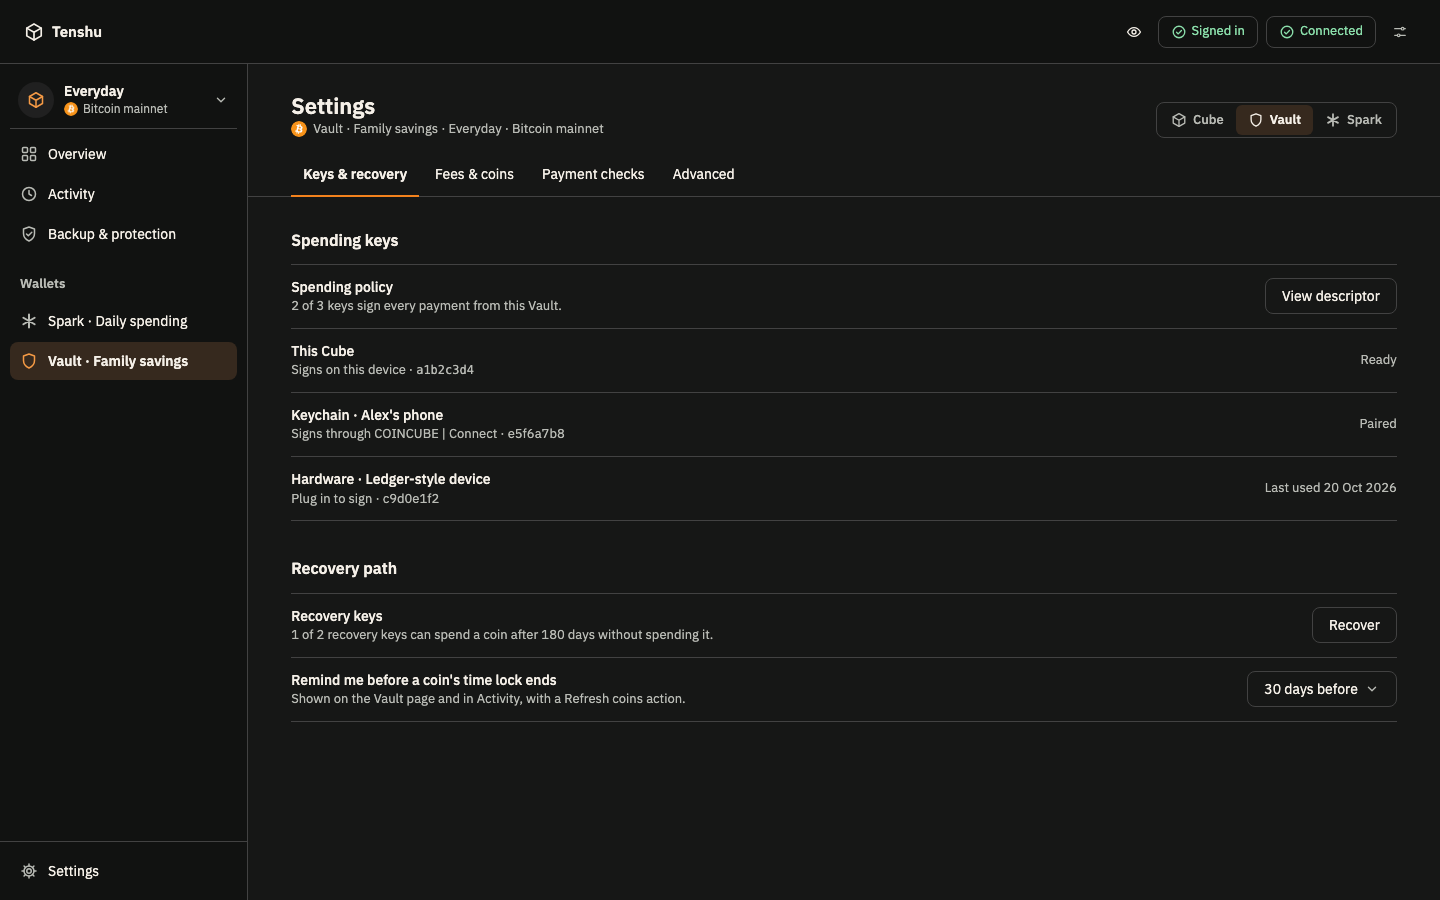 Tenshu
Signed in
Connected
Everyday
Bitcoin mainnet
Overview
Activity
Backup & protection
Wallets
Spark · Daily spending
Vault · Family savings
Settings
Settings
Vault · Family savings · Everyday · Bitcoin mainnet
Cube
Vault
Spark
Keys & recovery
Fees & coins
Payment checks
Advanced
Spending keys
Spending policy
2 of 3 keys sign every payment from this Vault.
View descriptor
This Cube
Signs on this device · a1b2c3d4
Ready
Keychain · Alex's phone
Signs through COINCUBE | Connect · e5f6a7b8
Paired
Hardware · Ledger-style device
Plug in to sign · c9d0e1f2
Last used 20 Oct 2026
Recovery path
Recovery keys
1 of 2 recovery keys can spend a coin after 180 days without spending it.
Recover
Remind me before a coin's time lock ends
Shown on the Vault page and in Activity, with a Refresh coins action.
30 days before